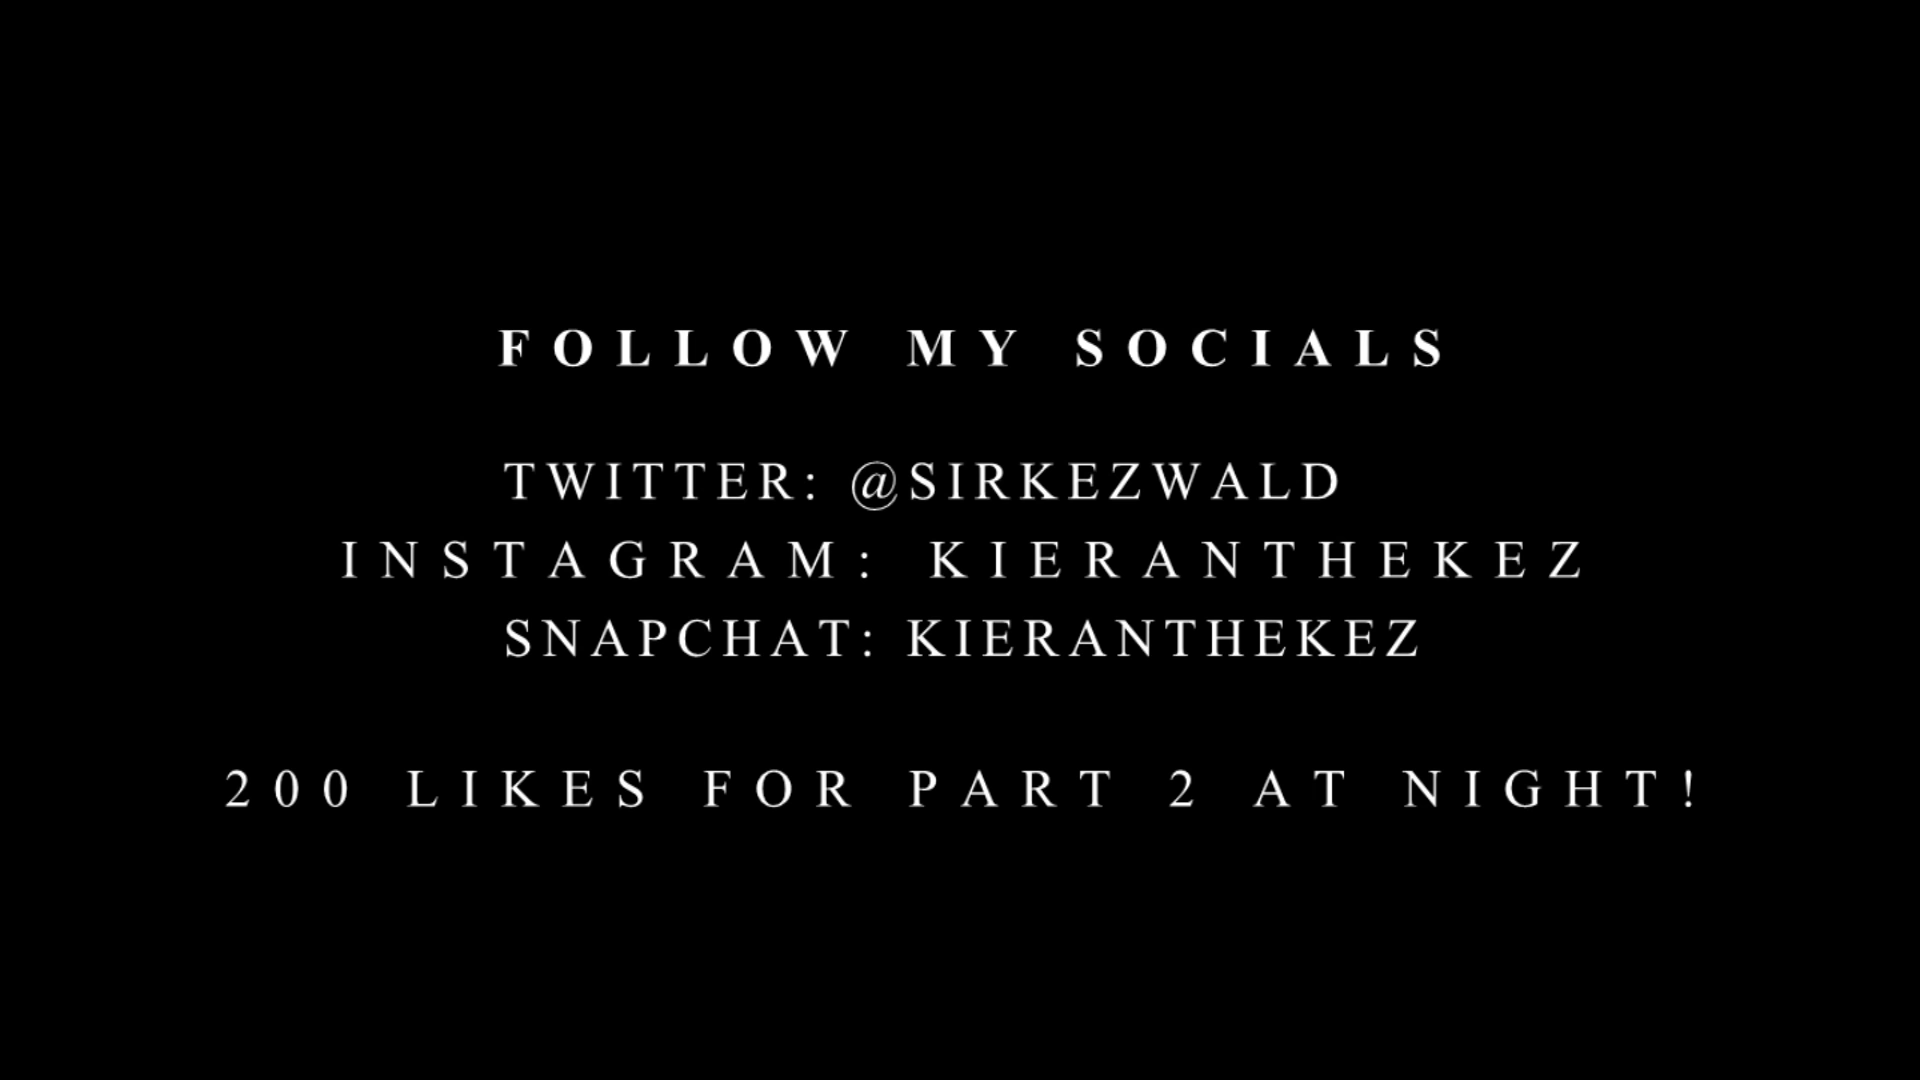 FOLLOW MY SOCIALS
TWITTER: @SIRKEZWALD
INSTAGRAM: KIERANTHEKEZ
SNAPCHAT: KIERANTHEKEZ
200 LIKES FOR PART 2 AT NIGHT!